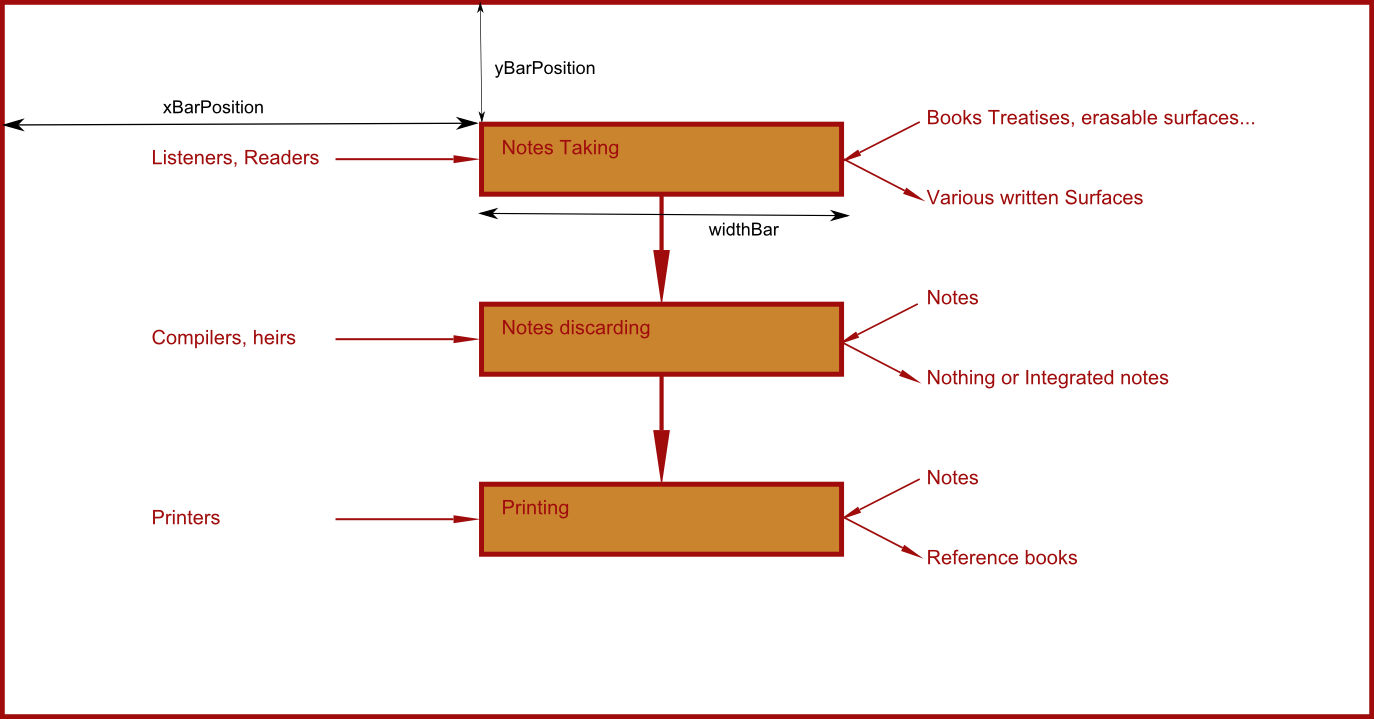 yBarPosition
xBarPosition
Books Treatises, erasable surfaces...
Notes Taking
Listeners, Readers
Various written Surfaces
widthBar
Notes
Notes discarding
Compilers, heirs
Nothing or Integrated notes
Notes
Printing
Printers
Reference books